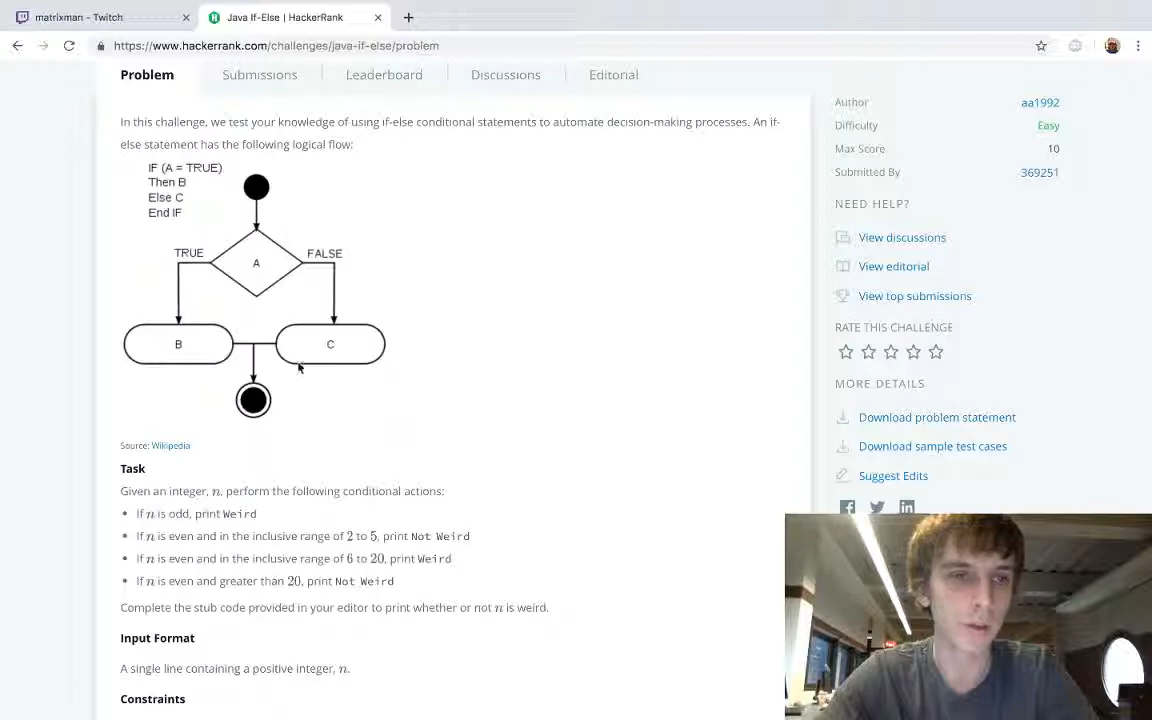 matrixman - Twitch
Java If-Else | HackerRank
https://www.hackerrank.com/challenges/java-if-else/problem
Problem
Submissions
Leaderboard
Discussions
Editorial
In this challenge, we test your knowledge of using if-else conditional statements to automate decision-making processes. An if-
else statement has the following logical flow:
IF (A = TRUE)
Then B
Else C
End IF
TRUE
FALSE
A
B
C
Source: Wikipedia
Task
Given an integer, n, perform the following conditional actions:
• If n is odd, print Weird
• If n is even and in the inclusive range of 2 to 5, print Not Weird
• If n is even and in the inclusive range of 6 to 20, print Weird
• If n is even and greater than 20, print Not Weird
Complete the stub code provided in your editor to print whether or not n is weird.
Input Format
A single line containing a positive integer, n.
Constraints
Author aa1992
Difficulty Easy
Max Score 10
Submitted By 369251
NEED HELP?
View discussions
View editorial
View top submissions
RATE THIS CHALLENGE
MORE DETAILS
Download problem statement
Download sample test cases
Suggest Edits